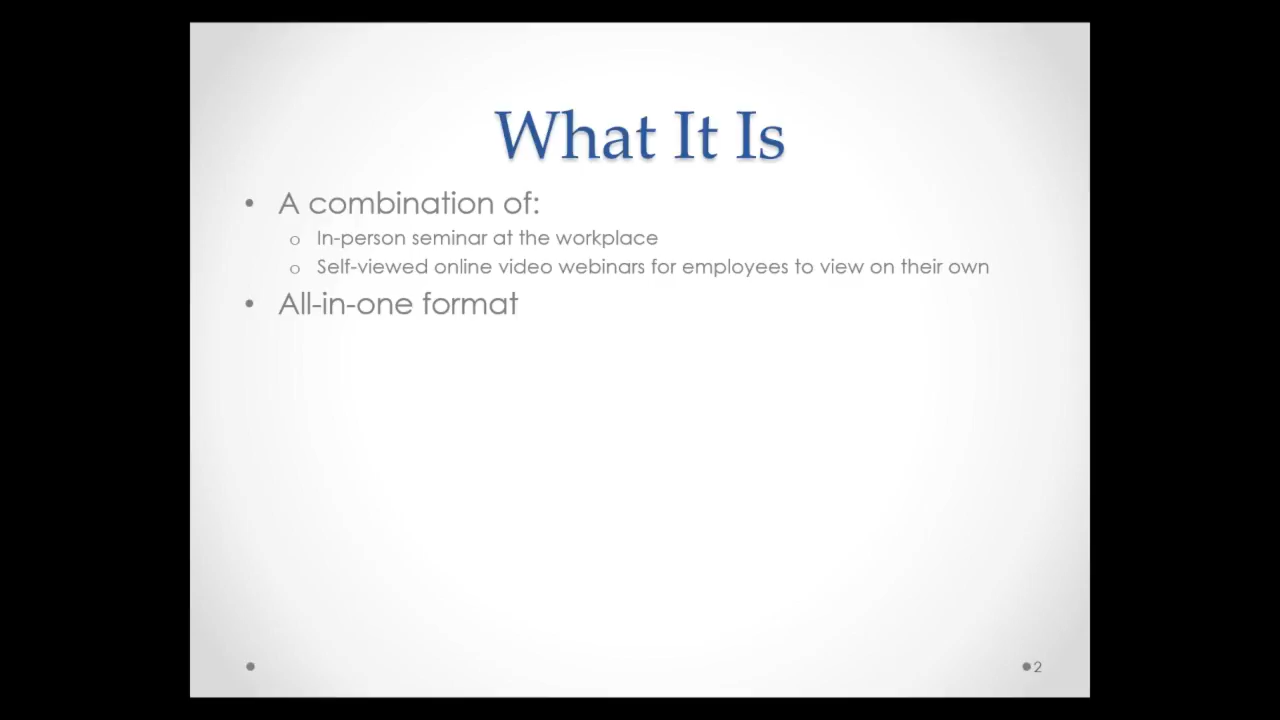 What It Is
• A combination of:
o In-person seminar at the workplace
o Self-viewed online video webinars for employees to view on their own
• All-in-one format
2